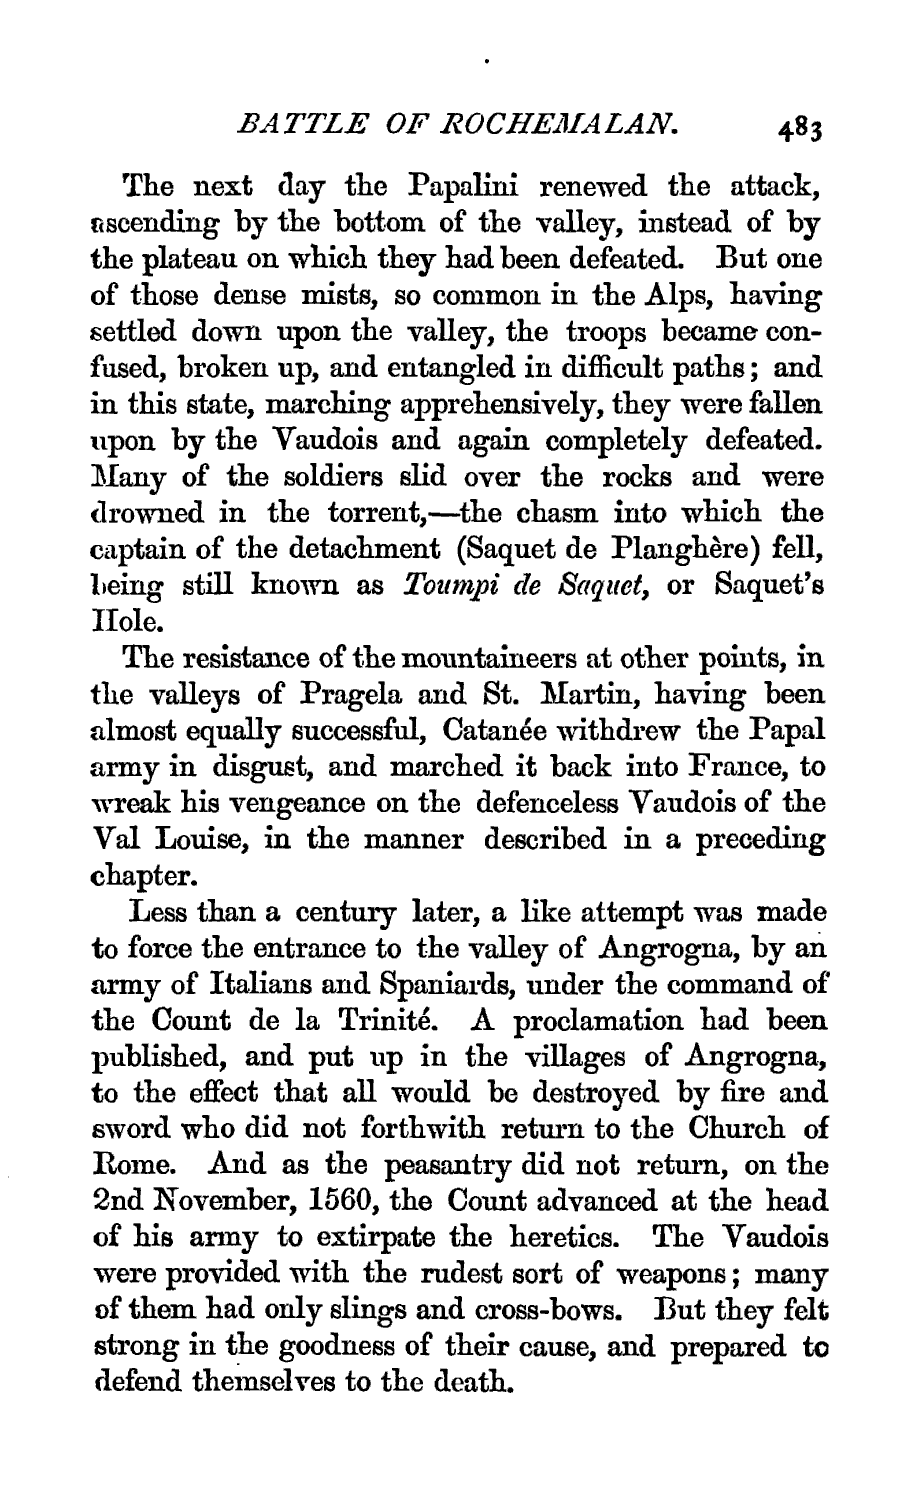 BATTLE OF ROCHEMALAN. 483
The next day the Papalini renewed the attack,
ascending by the bottom of the valley, instead of by
the plateau on which they had been defeated. But one
of those dense mists, so common in the Alps, having
settled down upon the valley, the troops became con-
fused, broken up, and entangled in difficult paths; and
in this state, marching apprehensively, they were fallen
upon by the Vaudois and again completely defeated.
Many of the soldiers slid over the rocks and were
drowned in the torrent,—the chasm into which the
captain of the detachment (Saquet de Planghère) fell,
being still known as Toumpi de Saquet, or Saquet's
Hole.
The resistance of the mountaineers at other points, in
the valleys of Pragela and St. Martin, having been
almost equally successful, Catanée withdrew the Papal
army in disgust, and marched it back into France, to
wreak his vengeance on the defenceless Vaudois of the
Val Louise, in the manner described in a preceding
chapter.
Less than a century later, a like attempt was made
to force the entrance to the valley of Angrogna, by an
army of Italians and Spaniards, under the command of
the Count de la Trinité. A proclamation had been
published, and put up in the villages of Angrogna,
to the effect that all would be destroyed by fire and
sword who did not forthwith return to the Church of
Rome. And as the peasantry did not return, on the
2nd November, 1560, the Count advanced at the head
of his army to extirpate the heretics. The Vaudois
were provided with the rudest sort of weapons; many
of them had only slings and cross-bows. But they felt
strong in the goodness of their cause, and prepared to
defend themselves to the death.